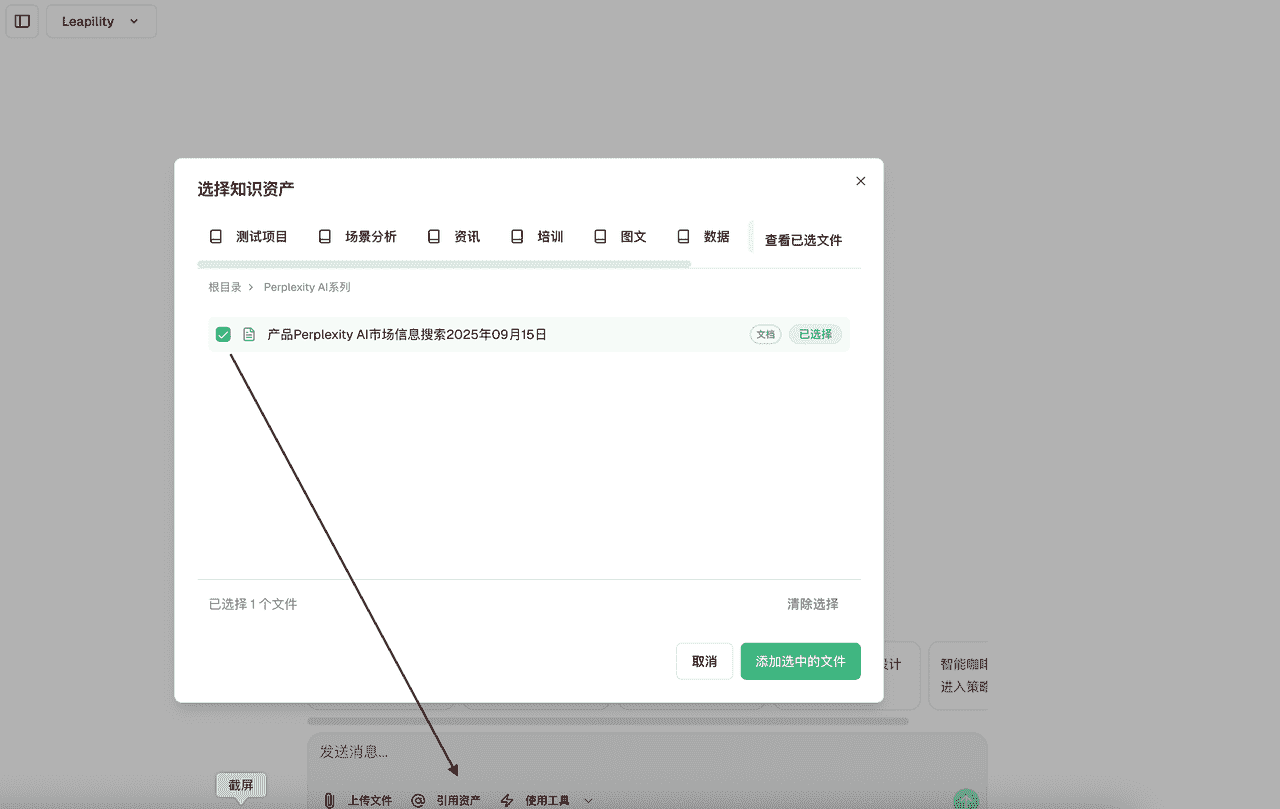 Leapility
选择知识资产
测试项目 场景分析 资讯 培训 图文 数据 查看已选文件
根目录 > Perplexity AI系列
产品Perplexity AI市场信息搜索2025年09月15日 文档 已选择
已选择 1 个文件 清除选择
取消 添加选中的文件
设计
智能咖啡
进入策略
发送消息...
截屏
上传文件 @ 引用资产 使用工具